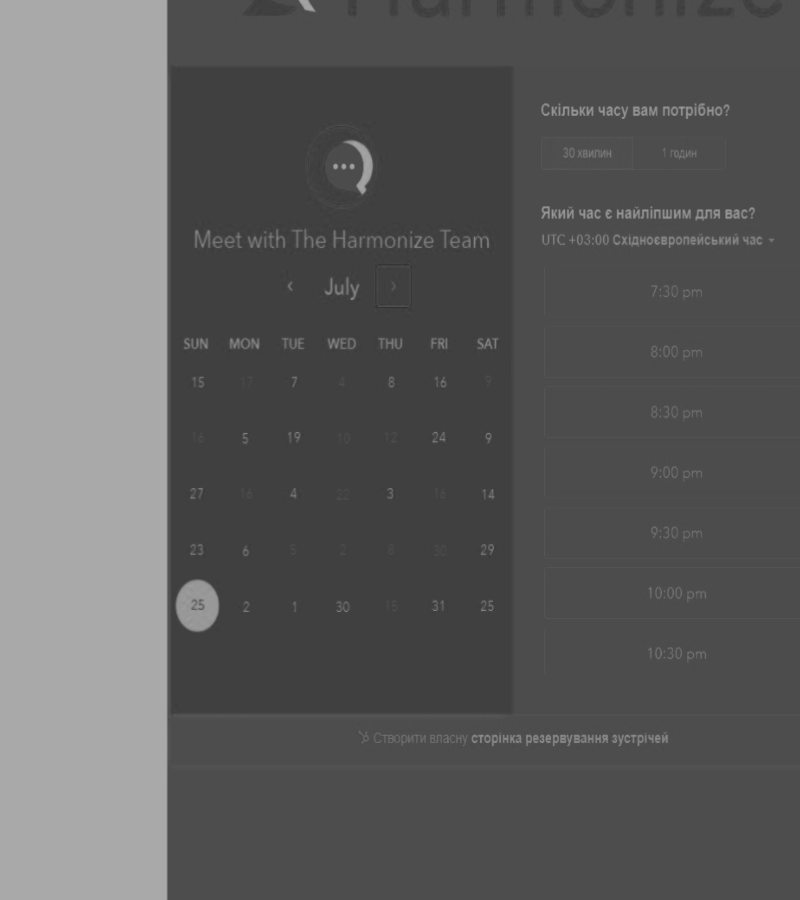 Harmonize
Meet with The Harmonize Team
July
SUN MON TUE WED THU FRI SAT
15 17 7 4 8 16 9
16 5 19 10 12 24 9
27 16 4 22 3 16 14
23 6 5 2 8 30 29
25 2 1 30 15 31 25
Скільки часу вам потрібно?
30 хвилин 1 годин
Який час є найліпшим для вас?
UTC +03:00 Східноєвропейський час
7:30 pm
8:00 pm
8:30 pm
9:00 pm
9:30 pm
10:00 pm
10:30 pm
Створити власну сторінка резервування зустрічей